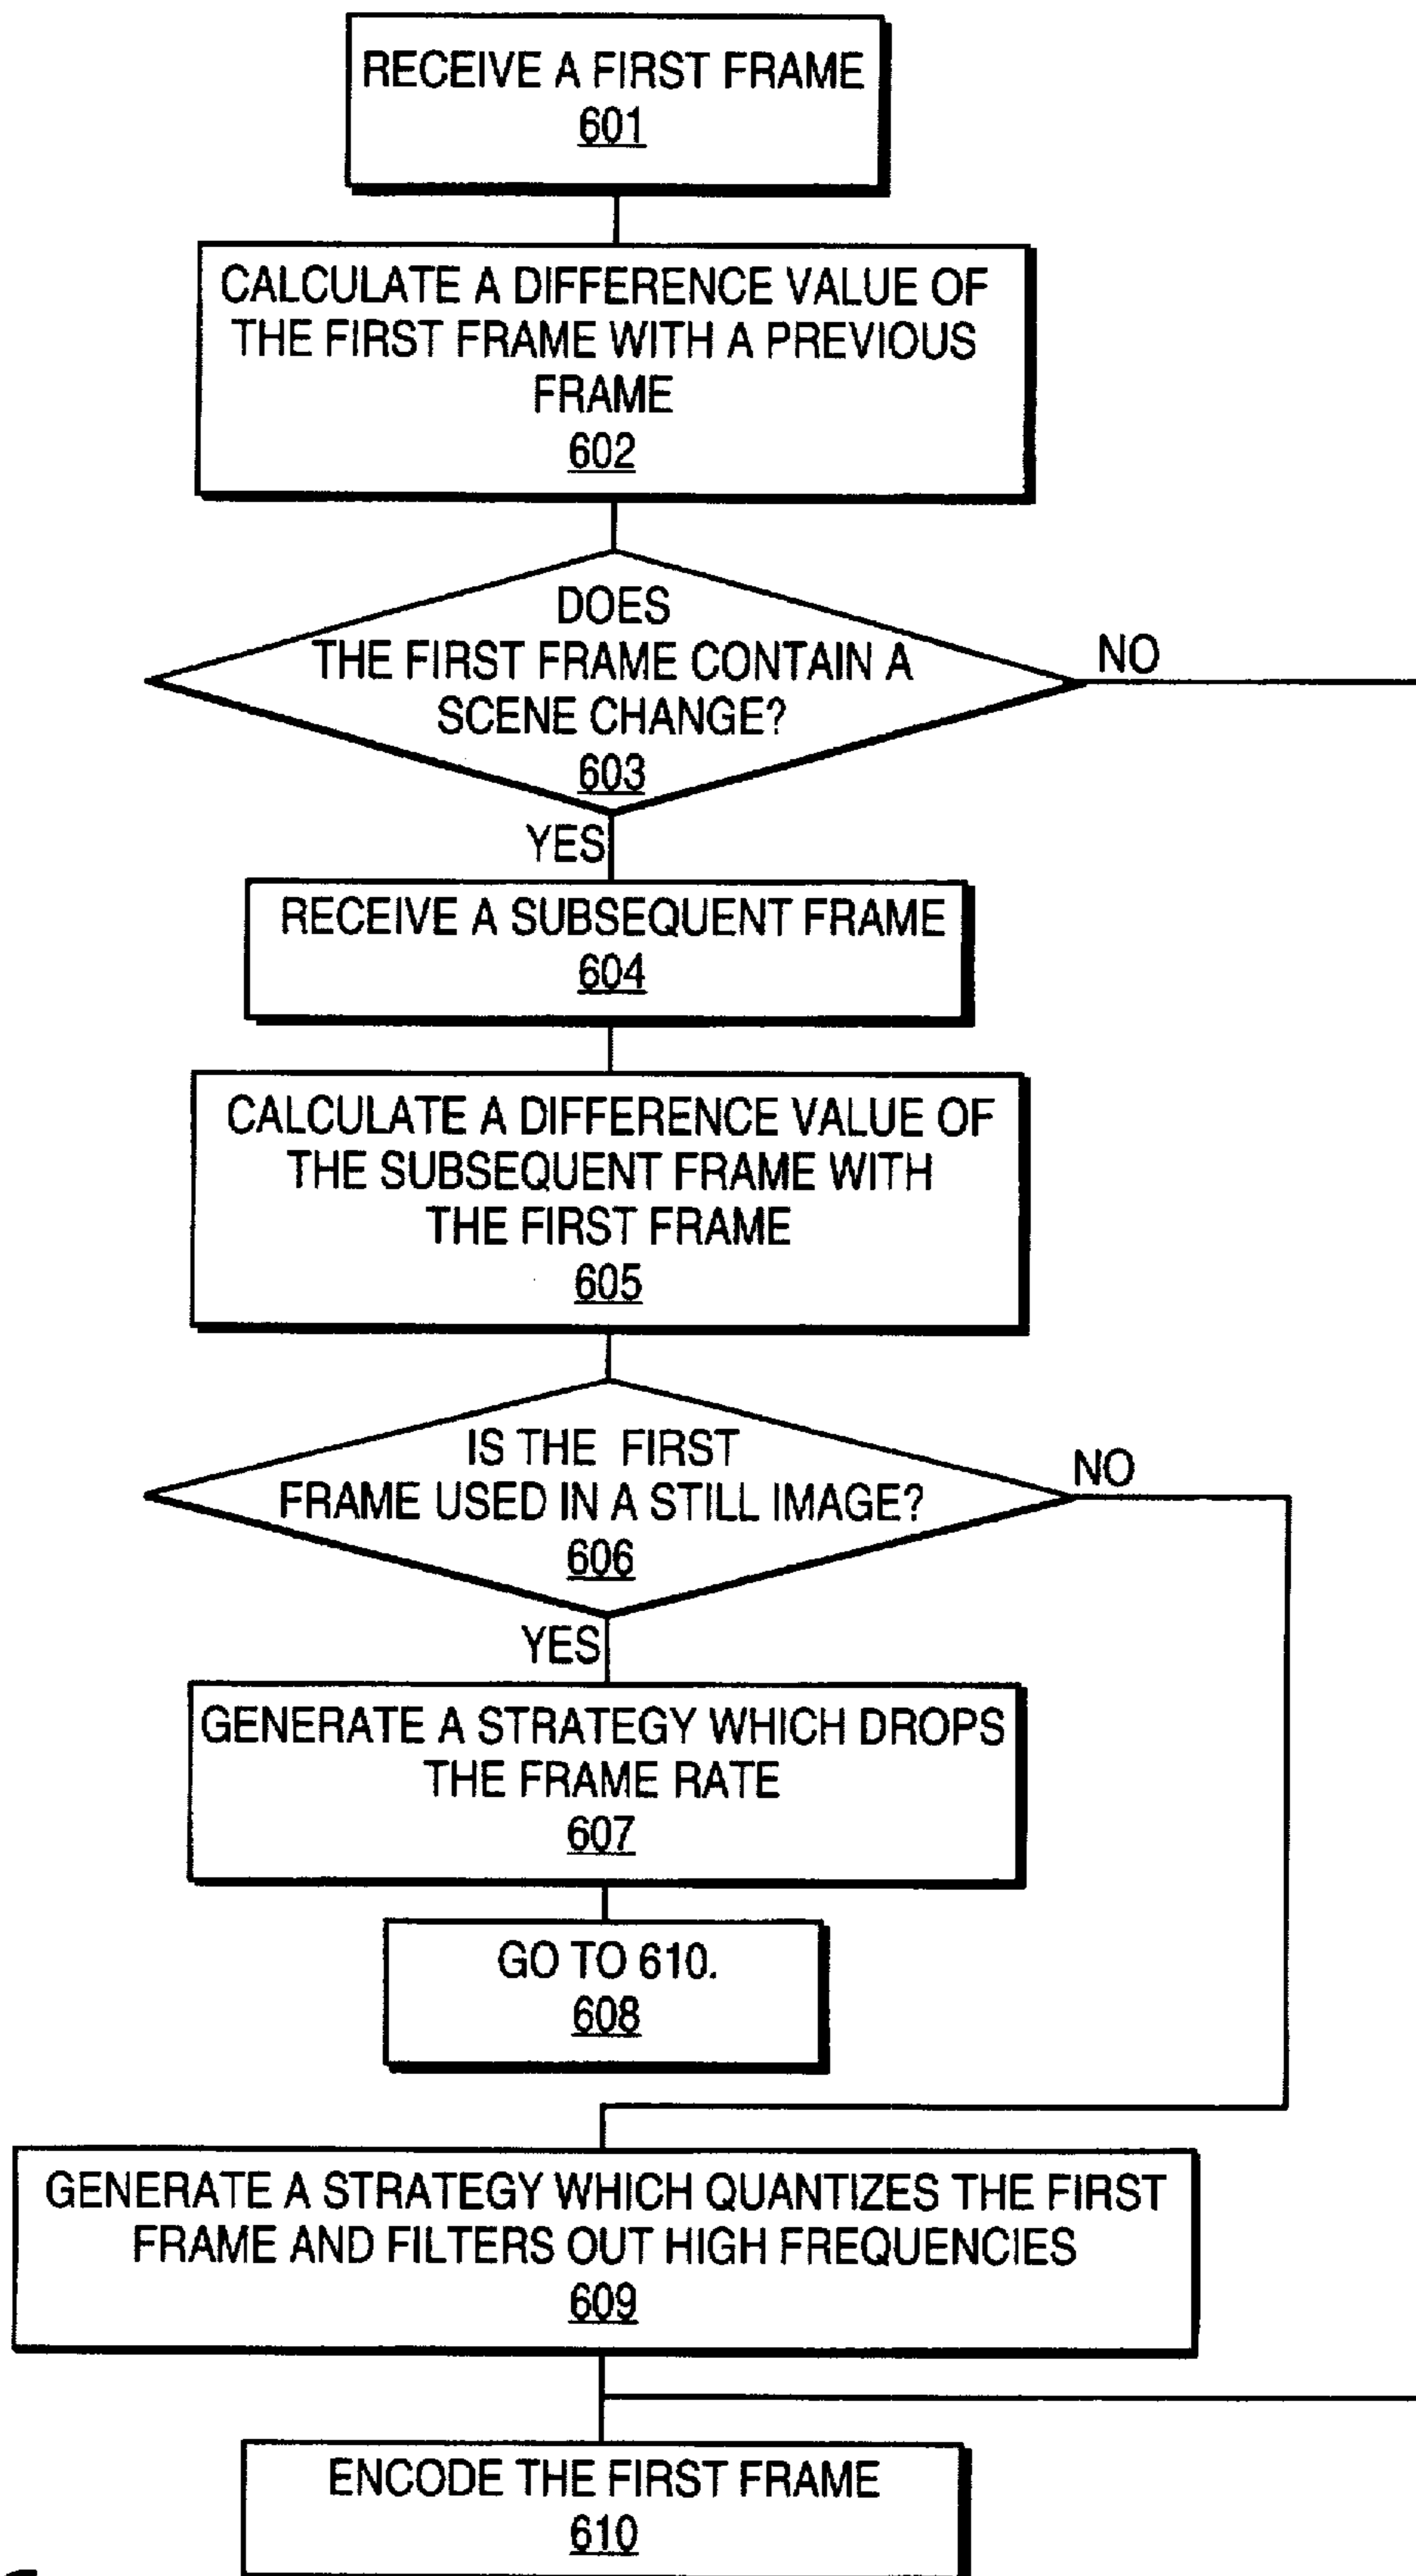 RECEIVE A FIRST FRAME
601
CALCULATE A DIFFERENCE VALUE OF
THE FIRST FRAME WITH A PREVIOUS
FRAME
602
DOES
THE FIRST FRAME CONTAIN A
SCENE CHANGE?
603
NO
YES
RECEIVE A SUBSEQUENT FRAME
604
CALCULATE A DIFFERENCE VALUE OF
THE SUBSEQUENT FRAME WITH
THE FIRST FRAME
605
IS THE FIRST
FRAME USED IN A STILL IMAGE?
606
NO
YES
GENERATE A STRATEGY WHICH DROPS
THE FRAME RATE
607
GO TO 610.
608
GENERATE A STRATEGY WHICH QUANTIZES THE FIRST
FRAME AND FILTERS OUT HIGH FREQUENCIES
609
ENCODE THE FIRST FRAME
610